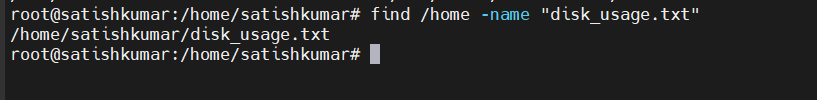 root@satishkumar:/home/satishkumar# find /home -name "disk_usage.txt"
/home/satishkumar/disk_usage.txt
root@satishkumar:/home/satishkumar#